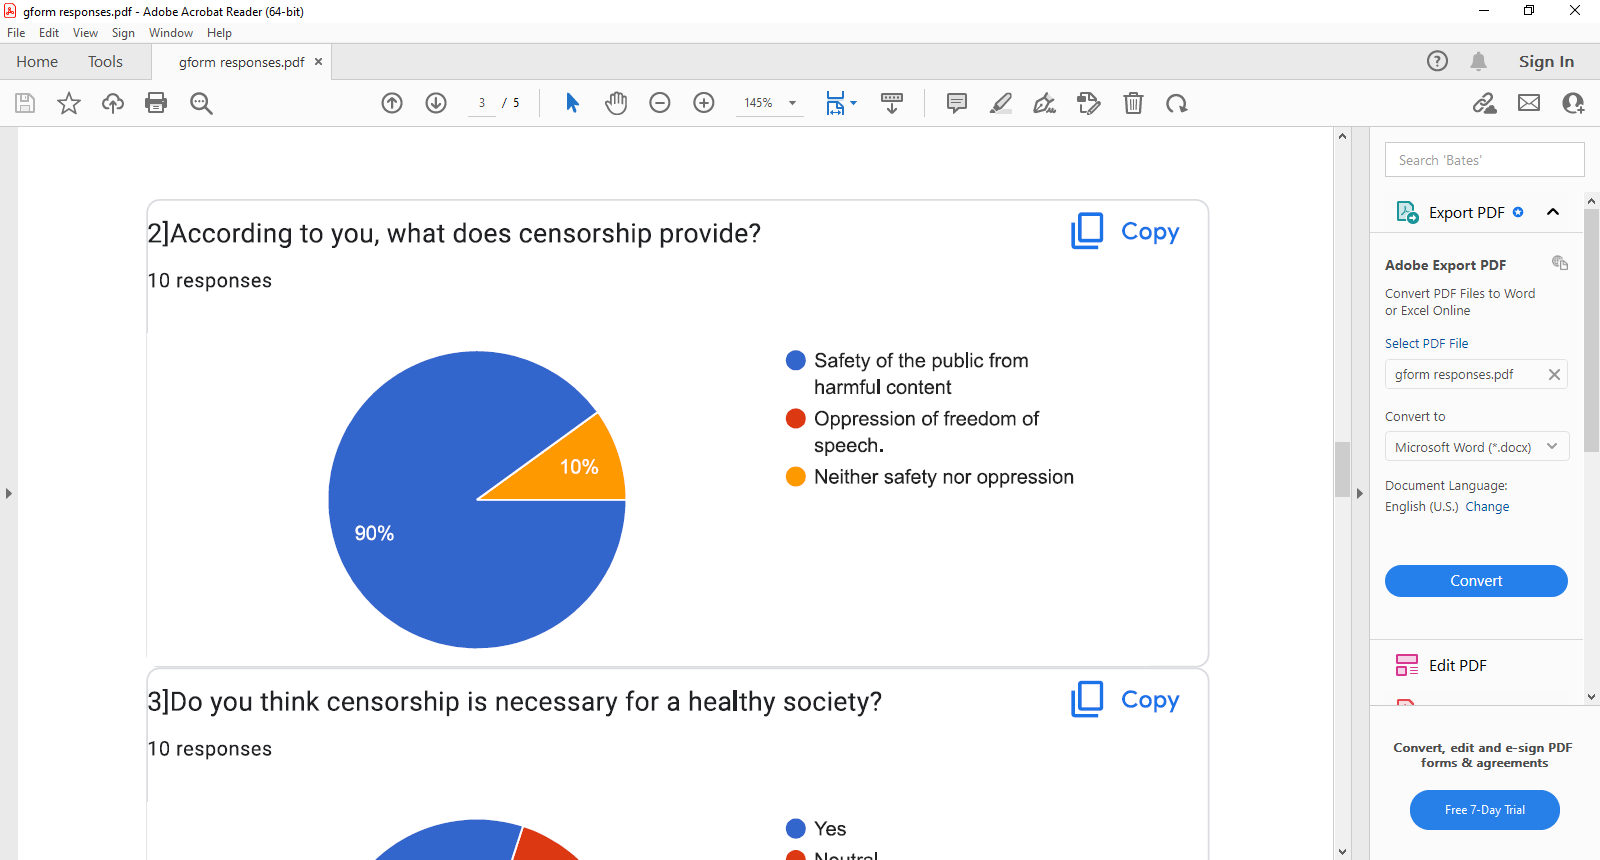 gform responses.pdf - Adobe Acrobat Reader (64-bit)
File Edit View Sign Window Help
Home Tools gform responses.pdf × Sign In
3 / 5 145%
Search 'Bates'
2]According to you, what does censorship provide? Copy
10 responses
Safety of the public from
harmful content
Oppression of freedom of
speech.
Neither safety nor oppression
10%
90%
3]Do you think censorship is necessary for a healthy society? Copy
10 responses
Yes
Neutral
Export PDF
Adobe Export PDF
Convert PDF Files to Word
or Excel Online
Select PDF File
gform responses.pdf
Convert to
Microsoft Word (*.docx)
Document Language:
English (U.S.) Change
Convert
Edit PDF
Convert, edit and e-sign PDF
forms & agreements
Free 7-Day Trial